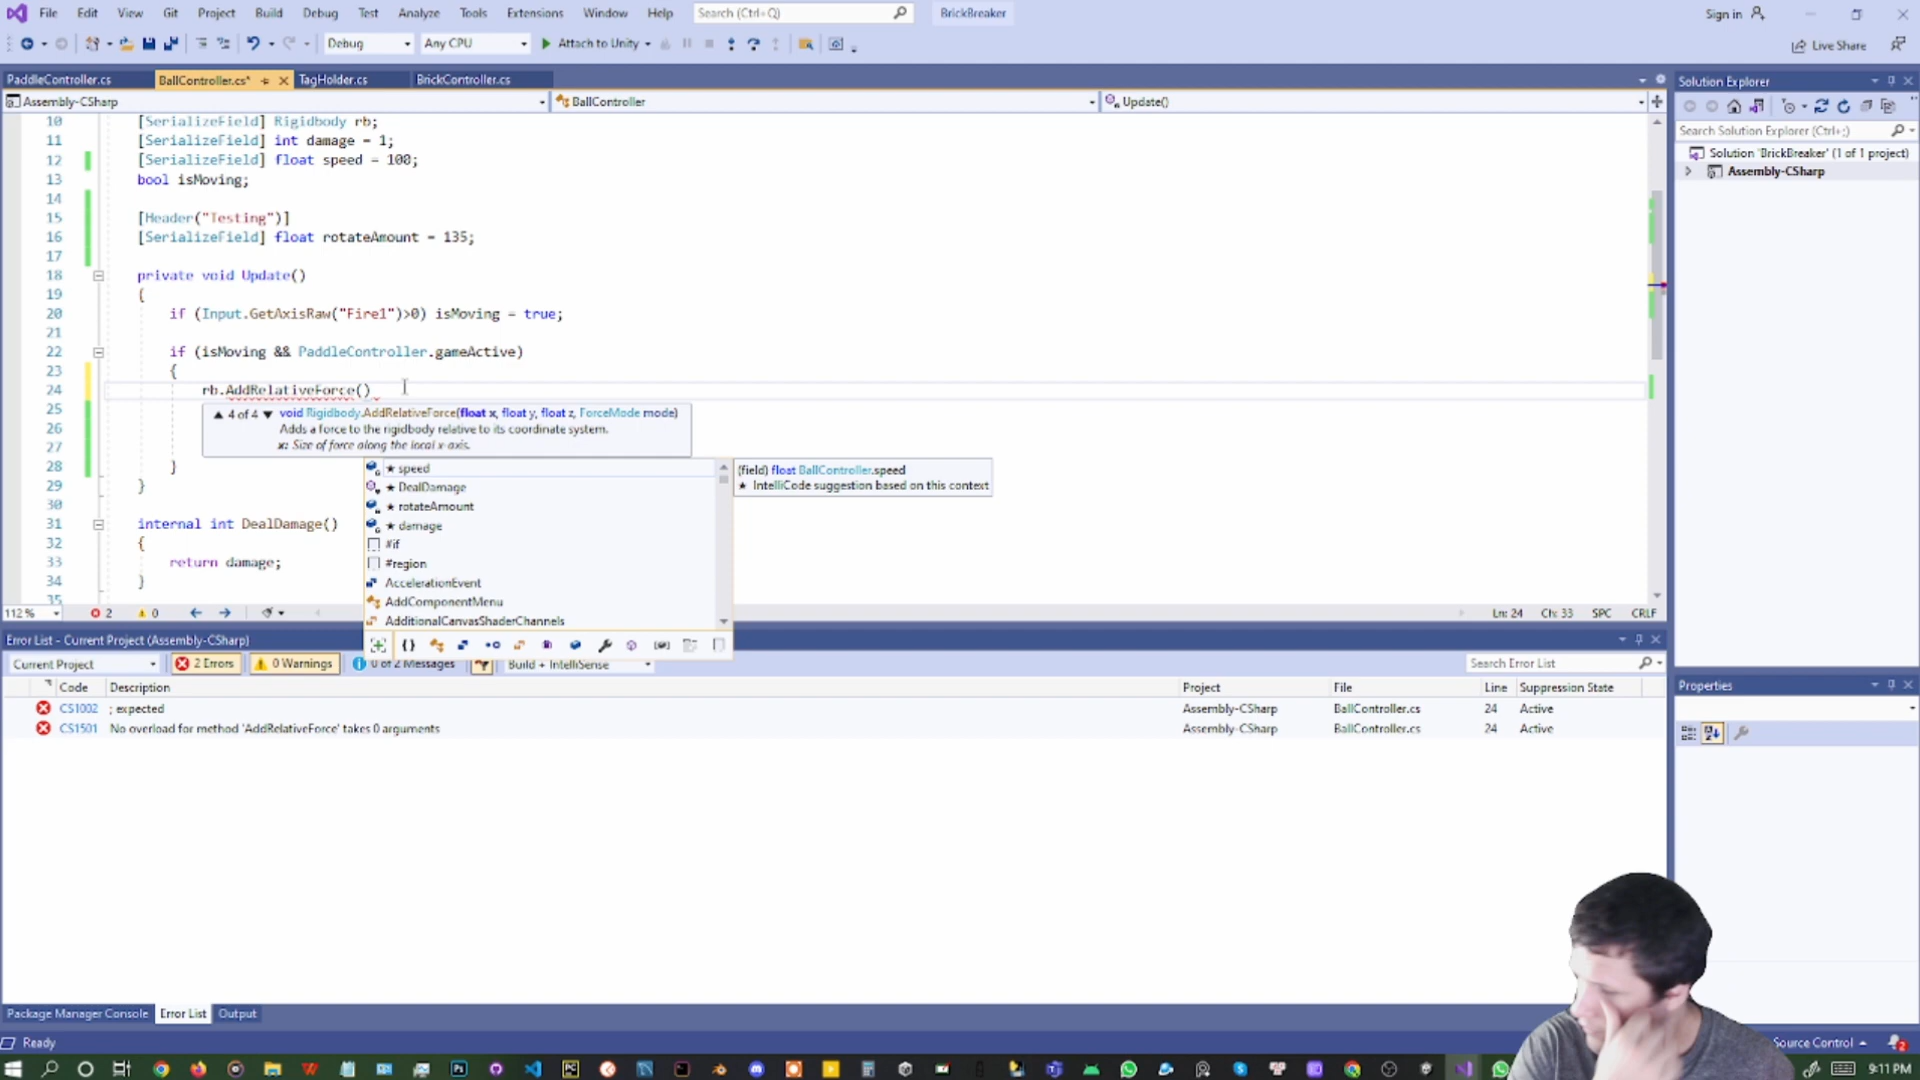 File Edit View Git Project Build Debug Test Analyze Tools Extensions Window Help Search (Ctrl+Q) BrickBreaker Sign in
Debug Any CPU Attach to Unity Live Share
PaddleController.cs BallController.cs* TagHolder.cs BrickController.cs
Assembly-CSharp BallController Update()
10 [SerializeField] Rigidbody rb;
11 [SerializeField] int damage = 1;
12 [SerializeField] float speed = 100;
13 bool isMoving;
14
15 [Header("Testing")]
16 [SerializeField] float rotateAmount = 135;
17
18 private void Update()
19 {
20 if (Input.GetAxisRaw("Fire1")>0) isMoving = true;
21
22 if (isMoving && PaddleController.gameActive)
23 {
24 rb.AddRelativeForce()
25 4 of 4 void Rigidbody.AddRelativeForce(float x, float y, float z, ForceMode mode)
26 Adds a force to the rigidbody relative to its coordinate system.
27 x: Size of force along the local x-axis.
28 }
29 }
30
31 internal int DealDamage()
32 {
33 return damage;
34 }
35
★ speed
★ DealDamage
★ rotateAmount
★ damage
#if
#region
AccelerationEvent
AddComponentMenu
AdditionalCanvasShaderChannels
(field) float BallController.speed
★ IntelliCode suggestion based on this context
112 % 2 0 Ln: 24 Ch: 33 SPC CRLF
Error List - Current Project (Assembly-CSharp)
Current Project 2 Errors 0 Warnings 0 of 2 Messages Build + IntelliSense Search Error List
Code Description Project File Line Suppression State
CS1002 ; expected Assembly-CSharp BallController.cs 24 Active
CS1501 No overload for method 'AddRelativeForce' takes 0 arguments Assembly-CSharp BallController.cs 24 Active
Package Manager Console Error List Output
Ready
Solution Explorer
Search Solution Explorer (Ctrl+;)
Solution 'BrickBreaker' (1 of 1 project)
Assembly-CSharp
Properties
Source Control 2
9:11 PM